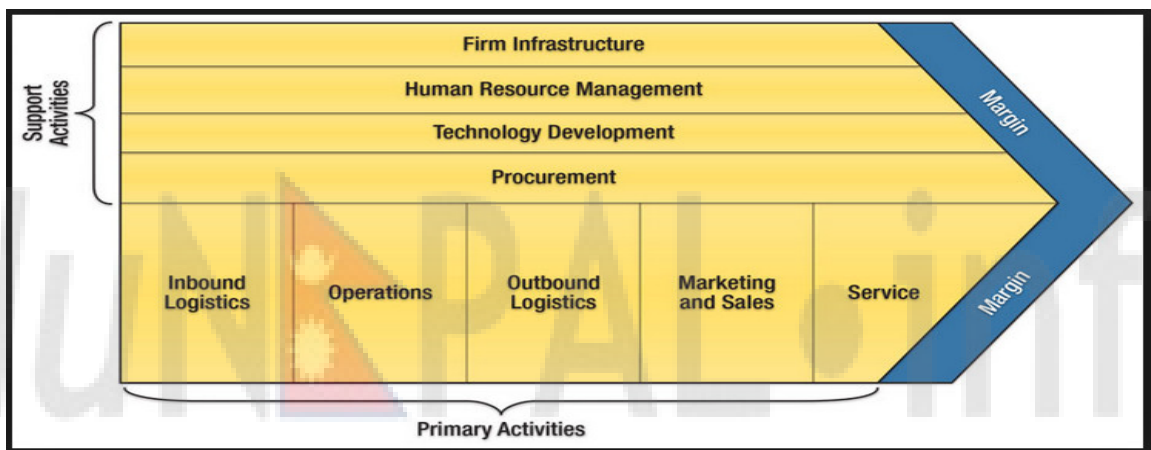 Support
Activities
Firm Infrastructure
Human Resource Management
Technology Development
Procurement
Inbound
Logistics
Operations
Outbound
Logistics
Marketing
and Sales
Service
Margin
Margin
Primary Activities